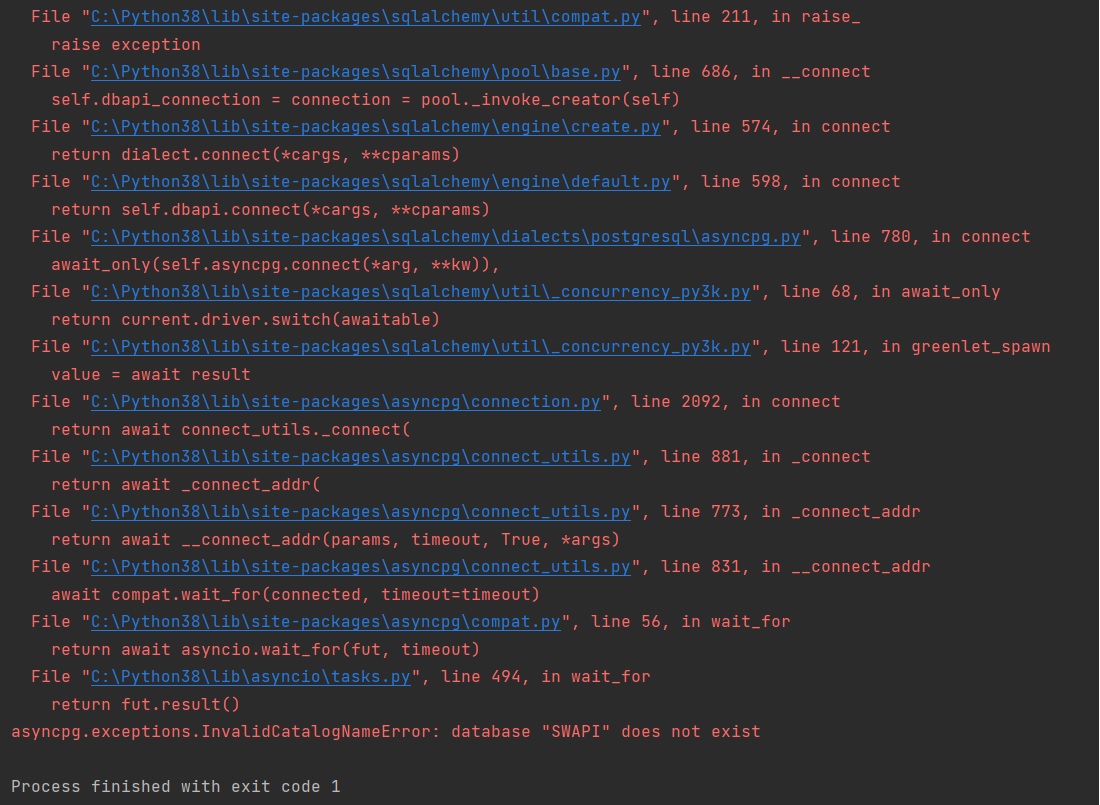 File "C:\Python38\lib\site-packages\sqlalchemy\util\compat.py", line 211, in raise_
raise exception
File "C:\Python38\lib\site-packages\sqlalchemy\pool\base.py", line 686, in __connect
self.dbapi_connection = connection = pool._invoke_creator(self)
File "C:\Python38\lib\site-packages\sqlalchemy\engine\create.py", line 574, in connect
return dialect.connect(*cargs, **cparams)
File "C:\Python38\lib\site-packages\sqlalchemy\engine\default.py", line 598, in connect
return self.dbapi.connect(*cargs, **cparams)
File "C:\Python38\lib\site-packages\sqlalchemy\dialects\postgresql\asyncpg.py", line 780, in connect
await_only(self.asyncpg.connect(*arg, **kw)),
File "C:\Python38\lib\site-packages\sqlalchemy\util\_concurrency_py3k.py", line 68, in await_only
return current.driver.switch(awaitable)
File "C:\Python38\lib\site-packages\sqlalchemy\util\_concurrency_py3k.py", line 121, in greenlet_spawn
value = await result
File "C:\Python38\lib\site-packages\asyncpg\connection.py", line 2092, in connect
return await connect_utils._connect(
File "C:\Python38\lib\site-packages\asyncpg\connect_utils.py", line 881, in _connect
return await _connect_addr(
File "C:\Python38\lib\site-packages\asyncpg\connect_utils.py", line 773, in _connect_addr
return await __connect_addr(params, timeout, True, *args)
File "C:\Python38\lib\site-packages\asyncpg\connect_utils.py", line 831, in __connect_addr
await compat.wait_for(connected, timeout=timeout)
File "C:\Python38\lib\site-packages\asyncpg\compat.py", line 56, in wait_for
return await asyncio.wait_for(fut, timeout)
File "C:\Python38\lib\asyncio\tasks.py", line 494, in wait_for
return fut.result()
asyncpg.exceptions.InvalidCatalogNameError: database "SWAPI" does not exist
Process finished with exit code 1